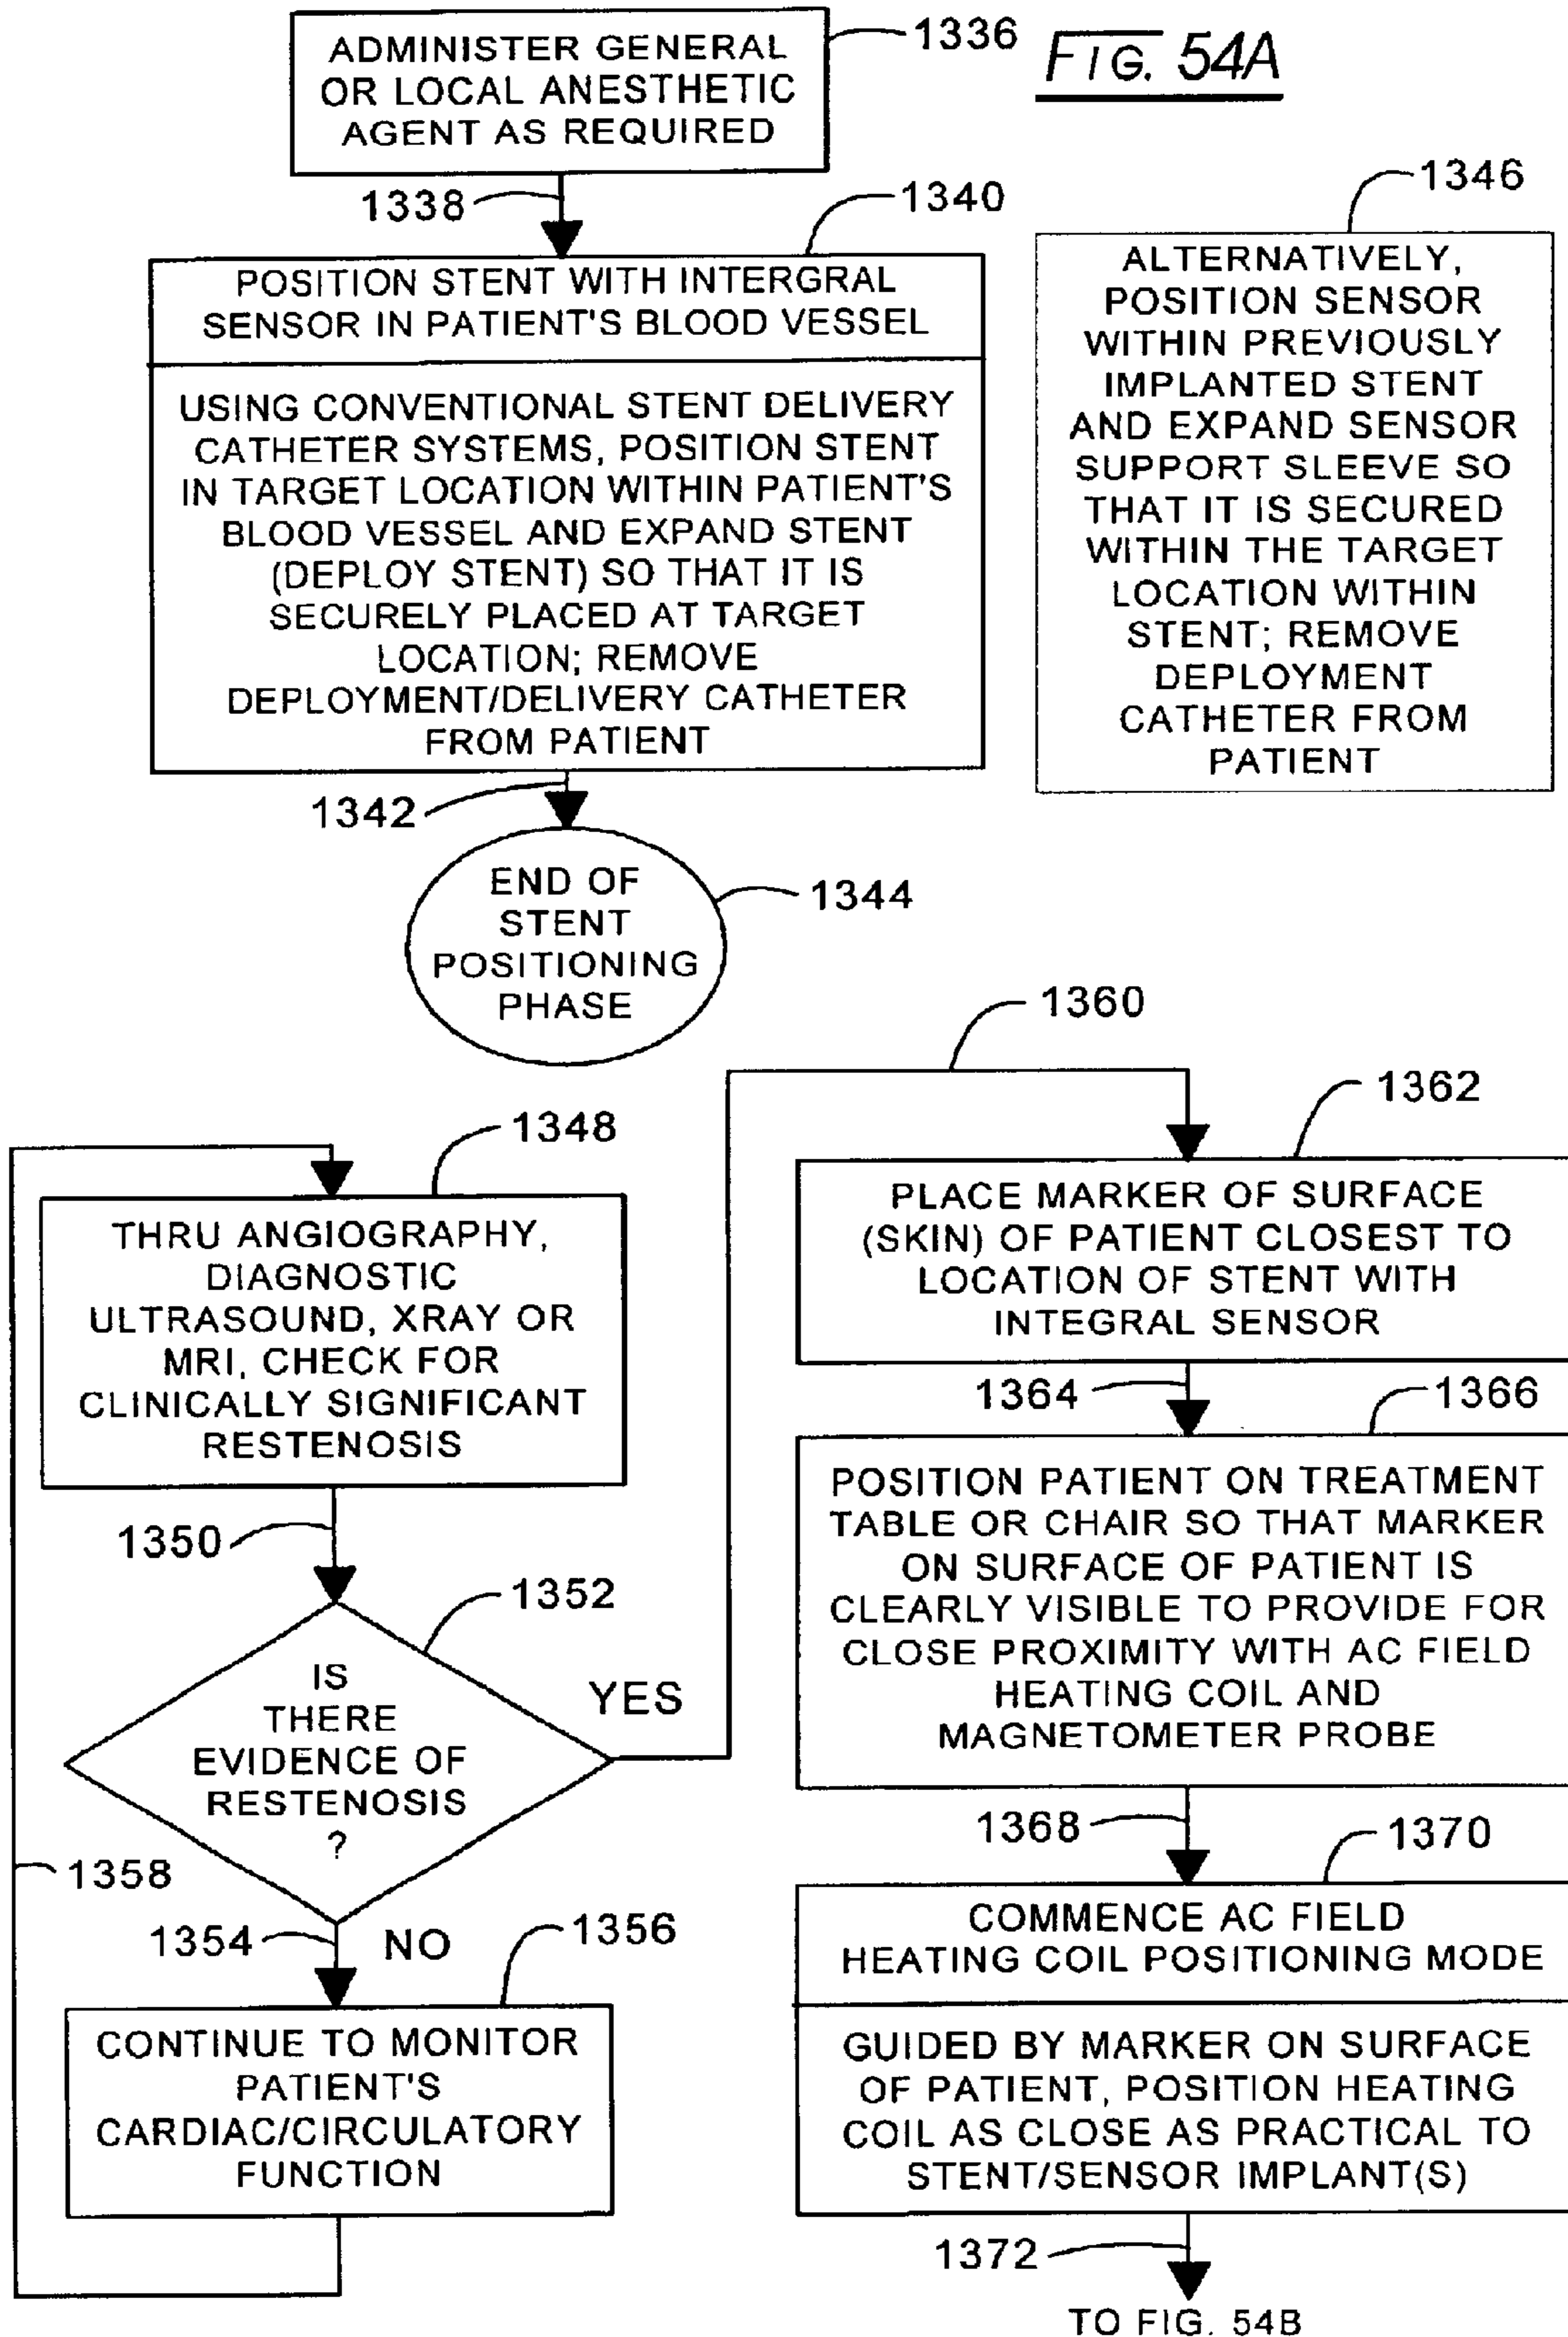 FIG. 54A
ADMINISTER GENERAL
OR LOCAL ANESTHETIC
AGENT AS REQUIRED
1336
1338
1340
POSITION STENT WITH INTERGRAL
SENSOR IN PATIENT'S BLOOD VESSEL
USING CONVENTIONAL STENT DELIVERY
CATHETER SYSTEMS, POSITION STENT
IN TARGET LOCATION WITHIN PATIENT'S
BLOOD VESSEL AND EXPAND STENT
(DEPLOY STENT) SO THAT IT IS
SECURELY PLACED AT TARGET
LOCATION; REMOVE
DEPLOYMENT/DELIVERY CATHETER
FROM PATIENT
1342
END OF
STENT
POSITIONING
PHASE
1344
1346
ALTERNATIVELY,
POSITION SENSOR
WITHIN PREVIOUSLY
IMPLANTED STENT
AND EXPAND SENSOR
SUPPORT SLEEVE SO
THAT IT IS SECURED
WITHIN THE TARGET
LOCATION WITHIN
STENT; REMOVE
DEPLOYMENT
CATHETER FROM
PATIENT
1348
THRU ANGIOGRAPHY,
DIAGNOSTIC
ULTRASOUND, XRAY OR
MRI, CHECK FOR
CLINICALLY SIGNIFICANT
RESTENOSIS
1350
1352
IS
THERE
EVIDENCE OF
RESTENOSIS
?
YES
1358
1354
NO
1356
CONTINUE TO MONITOR
PATIENT'S
CARDIAC/CIRCULATORY
FUNCTION
1360
1362
PLACE MARKER OF SURFACE
(SKIN) OF PATIENT CLOSEST TO
LOCATION OF STENT WITH
INTEGRAL SENSOR
1364
1366
POSITION PATIENT ON TREATMENT
TABLE OR CHAIR SO THAT MARKER
ON SURFACE OF PATIENT IS
CLEARLY VISIBLE TO PROVIDE FOR
CLOSE PROXIMITY WITH AC FIELD
HEATING COIL AND
MAGNETOMETER PROBE
1368
1370
COMMENCE AC FIELD
HEATING COIL POSITIONING MODE
GUIDED BY MARKER ON SURFACE
OF PATIENT, POSITION HEATING
COIL AS CLOSE AS PRACTICAL TO
STENT/SENSOR IMPLANT(S)
1372
TO FIG. 54B